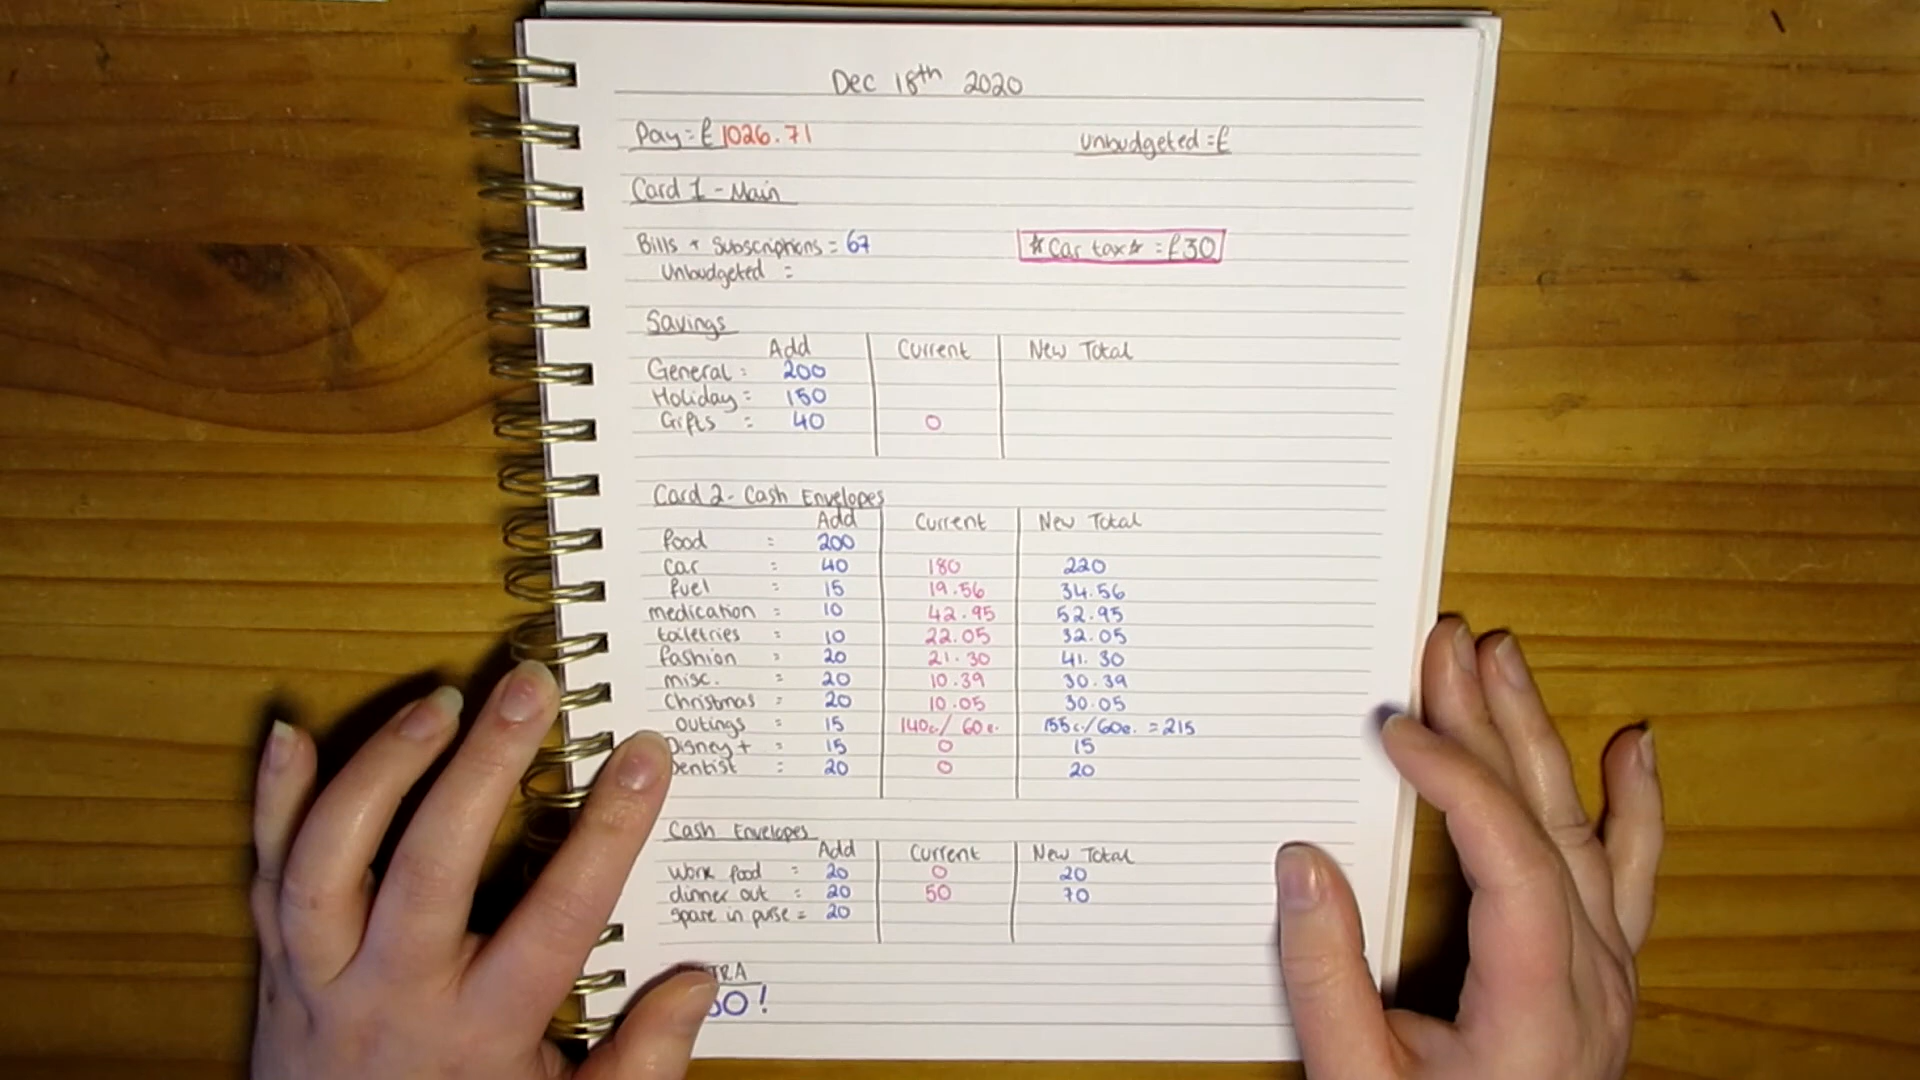 Dec 18th 2020
Pay = £1026.71 Unbudgeted = £
Card 1 - Main
Bills + Subscriptions = 67 ☆Car tax☆ = £30
Unbudgeted =
Savings
Add Current New Total
General = 200
Holiday = 150
Gifts = 40 0
Card 2 - Cash Envelopes
Add Current New Total
food = 200
car = 40 180 220
fuel = 15 19.56 34.56
medication = 10 42.95 52.95
toiletries = 10 22.05 32.05
fashion = 20 21.30 41.30
misc. = 20 10.39 30.39
Christmas = 20 10.05 30.05
outings = 15 140c./60e. 155c./60e. = 215
Disney+ = 15 0 15
Dentist = 20 0 20
Cash Envelopes
Add Current New Total
work food = 20 0 20
dinner out = 20 50 70
spare in purse = 20